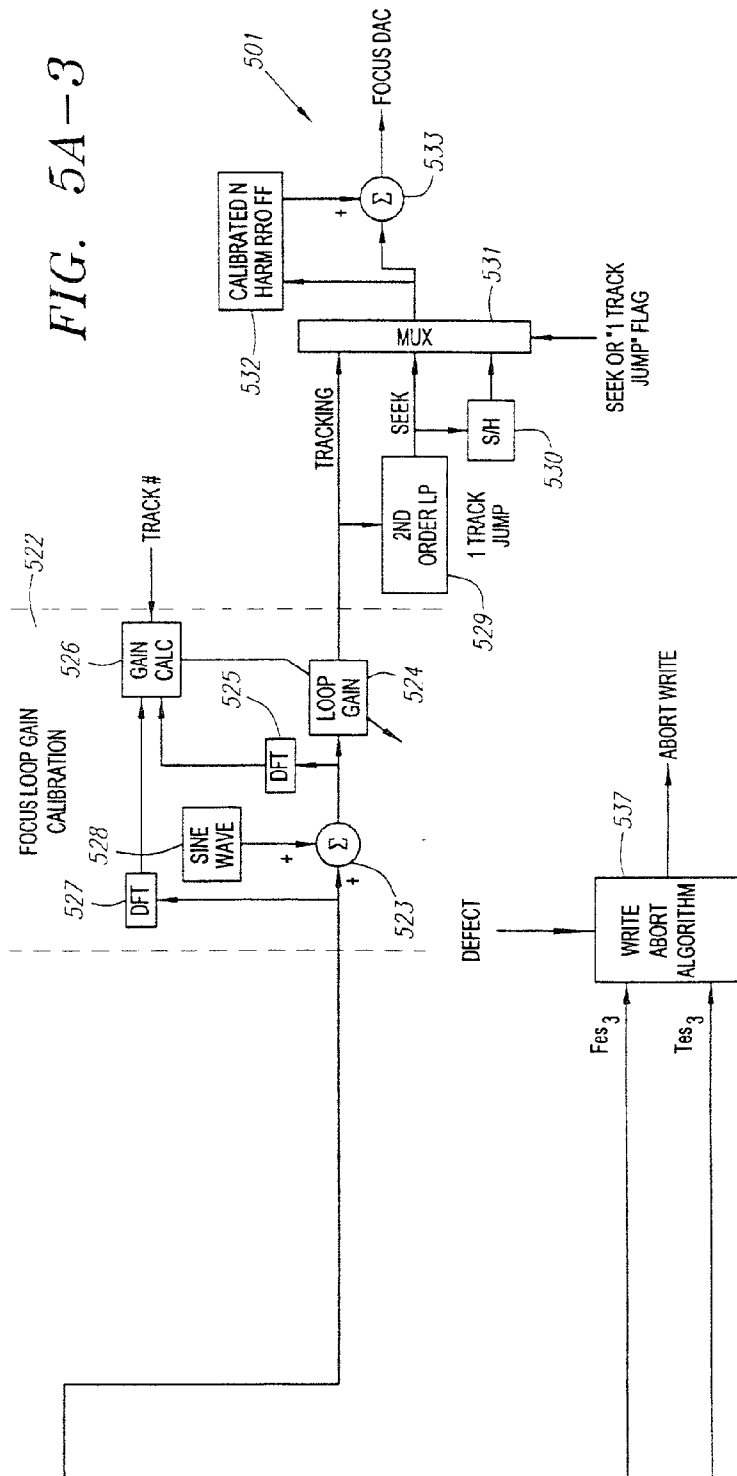 FIG. 5A-3
501
FOCUS DAC
CALIBRATED N
HARM RRO FF
532
+
Σ
533
MUX
531
SEEK OR "1 TRACK
JUMP" FLAG
TRACKING
SEEK
S/H
530
2ND
ORDER LP
1 TRACK
JUMP
529
522
TRACK #
526
GAIN
CALC
LOOP
GAIN
524
525
DFT
FOCUS LOOP GAIN
CALIBRATION
528
SINE
WAVE
+
Σ
+
523
527
DFT
DEFECT
537
WRITE
ABORT
ALGORITHM
ABORT WRITE
Fes3
Tes3